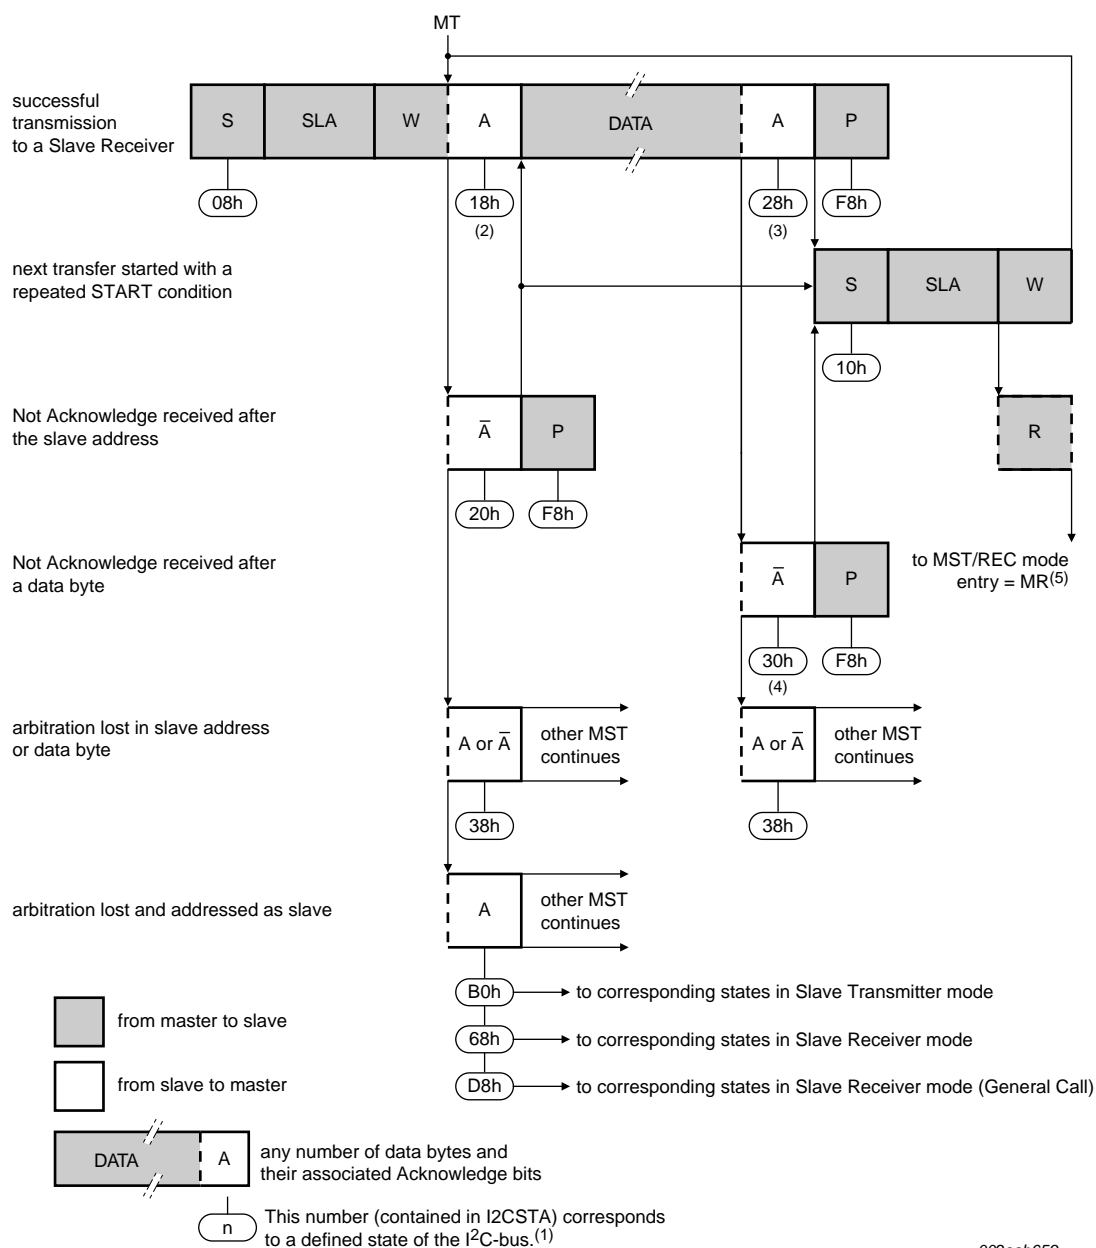 MT
successful
transmission
to a Slave Receiver
S SLA W A DATA A P
08h 18h 28h F8h
(2) (3)
next transfer started with a
repeated START condition
S SLA W
10h
Not Acknowledge received after
the slave address
A̅ P R
20h F8h
Not Acknowledge received after
a data byte
A̅ P
to MST/REC mode
entry = MR(5)
30h F8h
(4)
arbitration lost in slave address
or data byte
A or A̅ other MST
continues
A or A̅ other MST
continues
38h 38h
arbitration lost and addressed as slave
A other MST
continues
B0h to corresponding states in Slave Transmitter mode
68h to corresponding states in Slave Receiver mode
D8h to corresponding states in Slave Receiver mode (General Call)
from master to slave
from slave to master
DATA A any number of data bytes and
their associated Acknowledge bits
n This number (contained in I2CSTA) corresponds
to a defined state of the I2C-bus.(1)